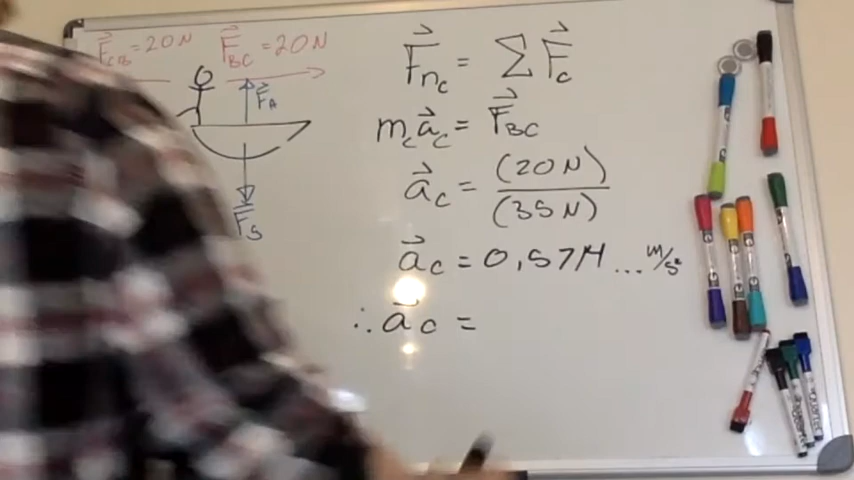 F⃗CB = 20N F⃗BC = 20N
F⃗A
F⃗S
F⃗nc = ΣF⃗c
mc a⃗c = F⃗BC
a⃗c = (20N)
(35N)
a⃗c = 0,5714... m/s²
∴ a⃗c =